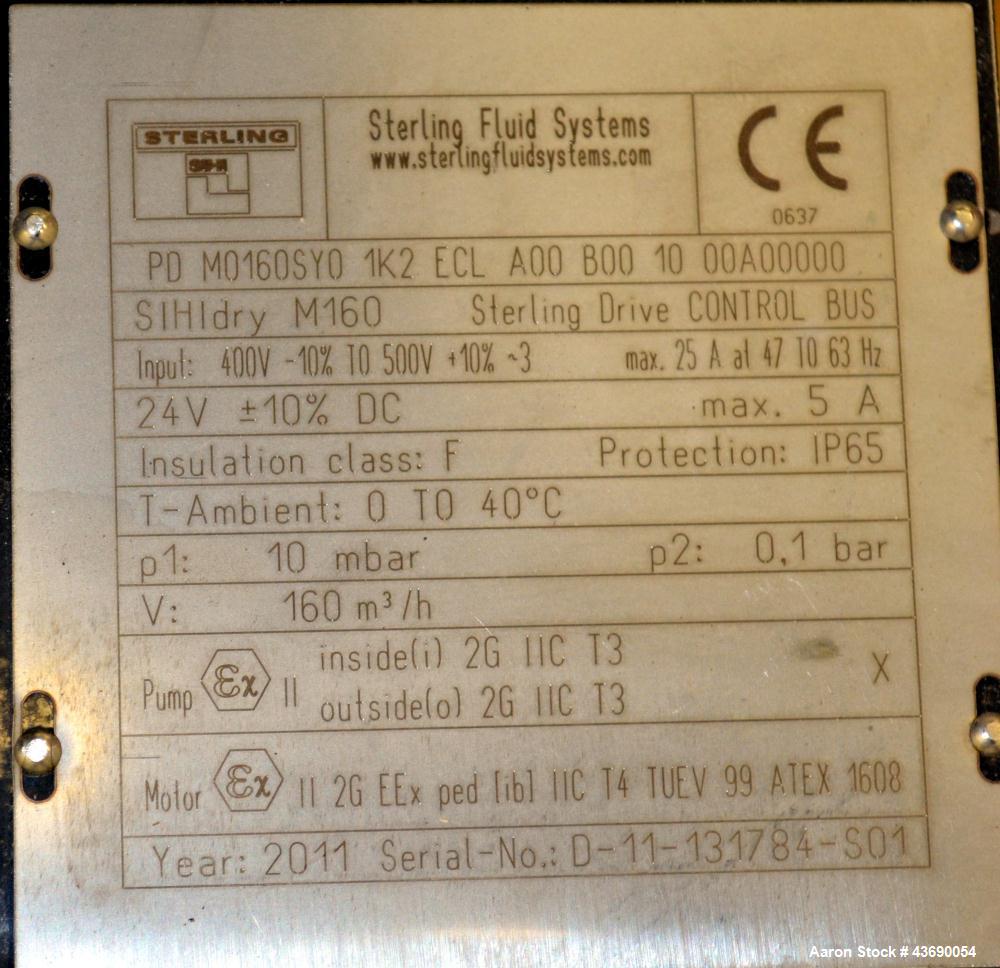 STERLING
SIHI
Sterling Fluid Systems
www.sterlingfluidsystems.com
CE
0637
PD M0160SY0 1K2 ECL A00 B00 10 00A00000
SIHIdry M160 Sterling Drive CONTROL BUS
Input: 400V -10% TO 500V +10% ~3 max. 25 A at 47 TO 63 Hz
24V ±10% DC max. 5 A
Insulation class: F Protection: IP65
T-Ambient: 0 TO 40°C
p1: 10 mbar p2: 0,1 bar
V: 160 m³/h
inside(i) 2G IIC T3
Pump Ex II X
outside(o) 2G IIC T3
Motor Ex II 2G EEx ped [ib] IIC T4 TUEV 99 ATEX 1608
Year: 2011 Serial-No.: D-11-131784-S01
Aaron Stock # 43690054